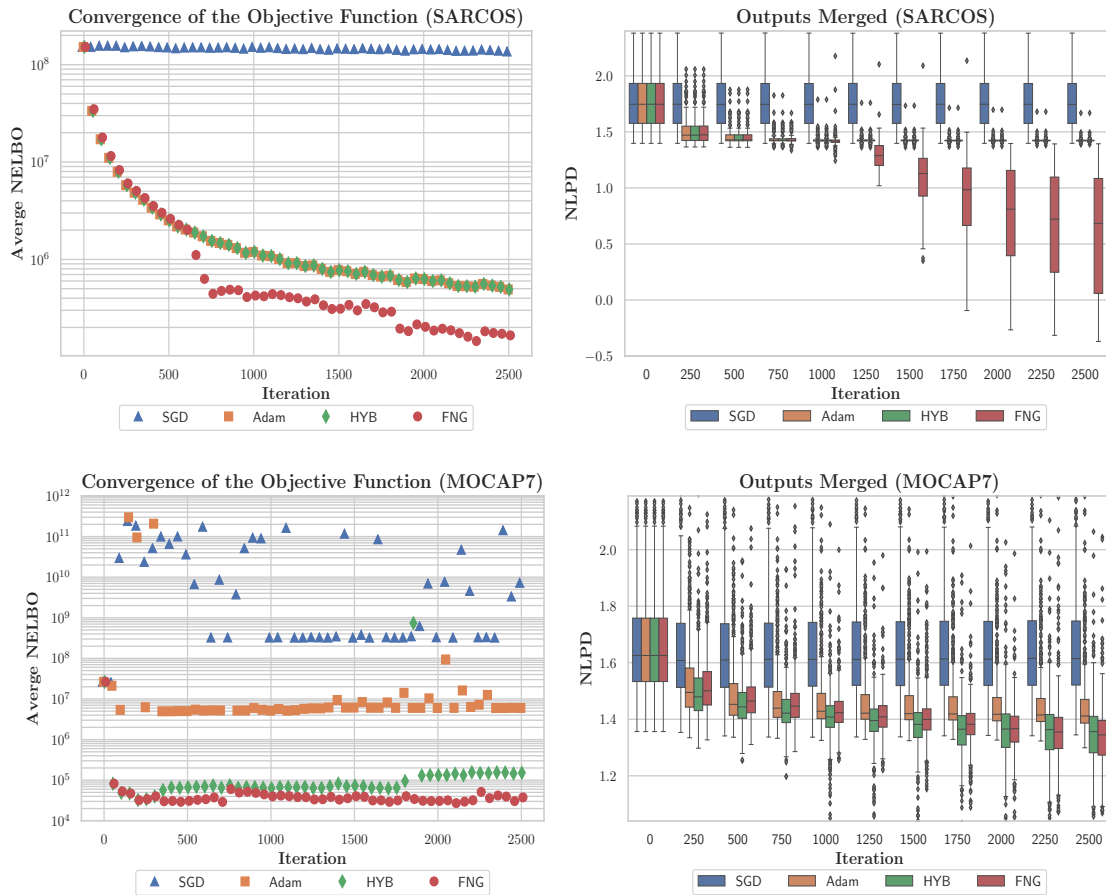 Convergence of the Objective Function (SARCOS)
Averge NELBO
10^8
10^7
10^6
0 500 1000 1500 2000 2500
Iteration
SGD Adam HYB FNG
Outputs Merged (SARCOS)
NLPD
2.0
1.5
1.0
0.5
0.0
−0.5
0 250 500 750 1000 1250 1500 1750 2000 2250 2500
Iteration
SGD Adam HYB FNG
Convergence of the Objective Function (MOCAP7)
Averge NELBO
10^12
10^11
10^10
10^9
10^8
10^7
10^6
10^5
10^4
0 500 1000 1500 2000 2500
Iteration
SGD Adam HYB FNG
Outputs Merged (MOCAP7)
NLPD
2.0
1.8
1.6
1.4
1.2
0 250 500 750 1000 1250 1500 1750 2000 2250 2500
Iteration
SGD Adam HYB FNG